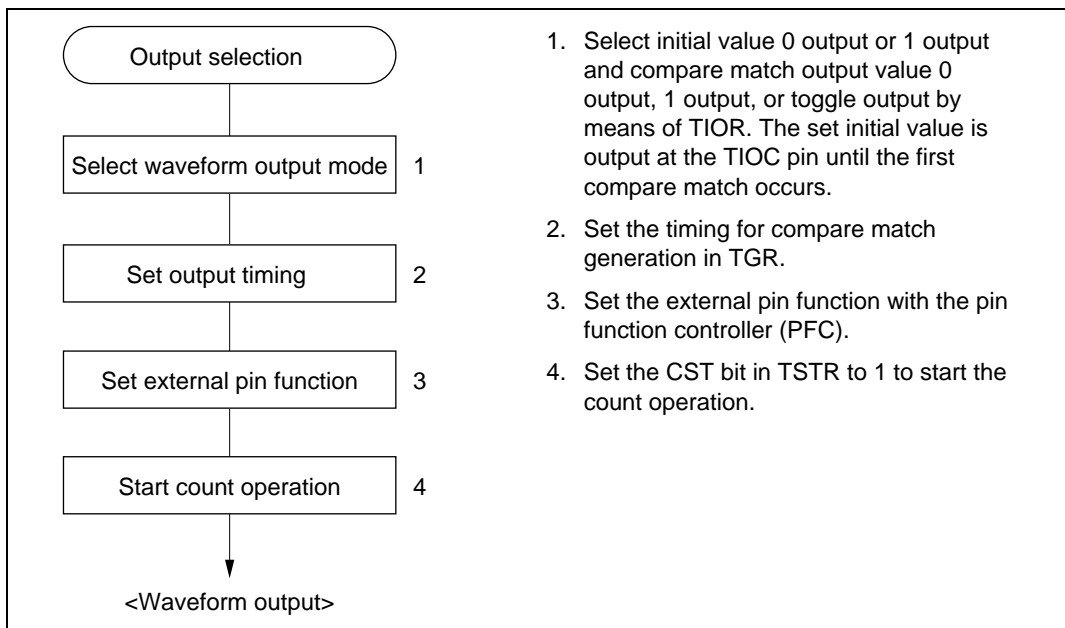 Output selection
Select waveform output mode 1
Set output timing 2
Set external pin function 3
Start count operation 4
<Waveform output>
1. Select initial value 0 output or 1 output
and compare match output value 0
output, 1 output, or toggle output by
means of TIOR. The set initial value is
output at the TIOC pin until the first
compare match occurs.
2. Set the timing for compare match
generation in TGR.
3. Set the external pin function with the pin
function controller (PFC).
4. Set the CST bit in TSTR to 1 to start the
count operation.